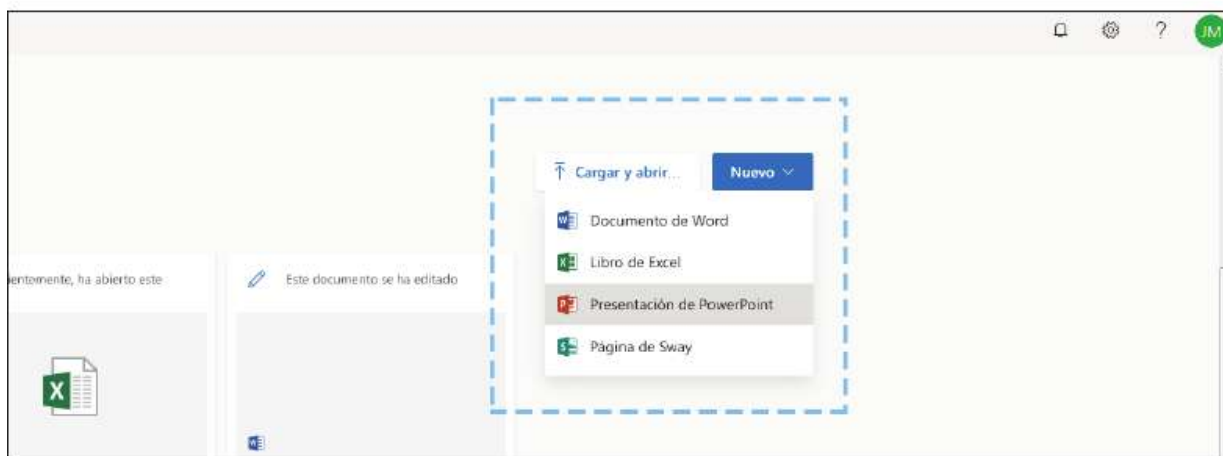 JM
Cargar y abrir...
Nuevo
Documento de Word
Libro de Excel
ientemente, ha abierto este
Este documento se ha editado
Presentación de PowerPoint
Página de Sway